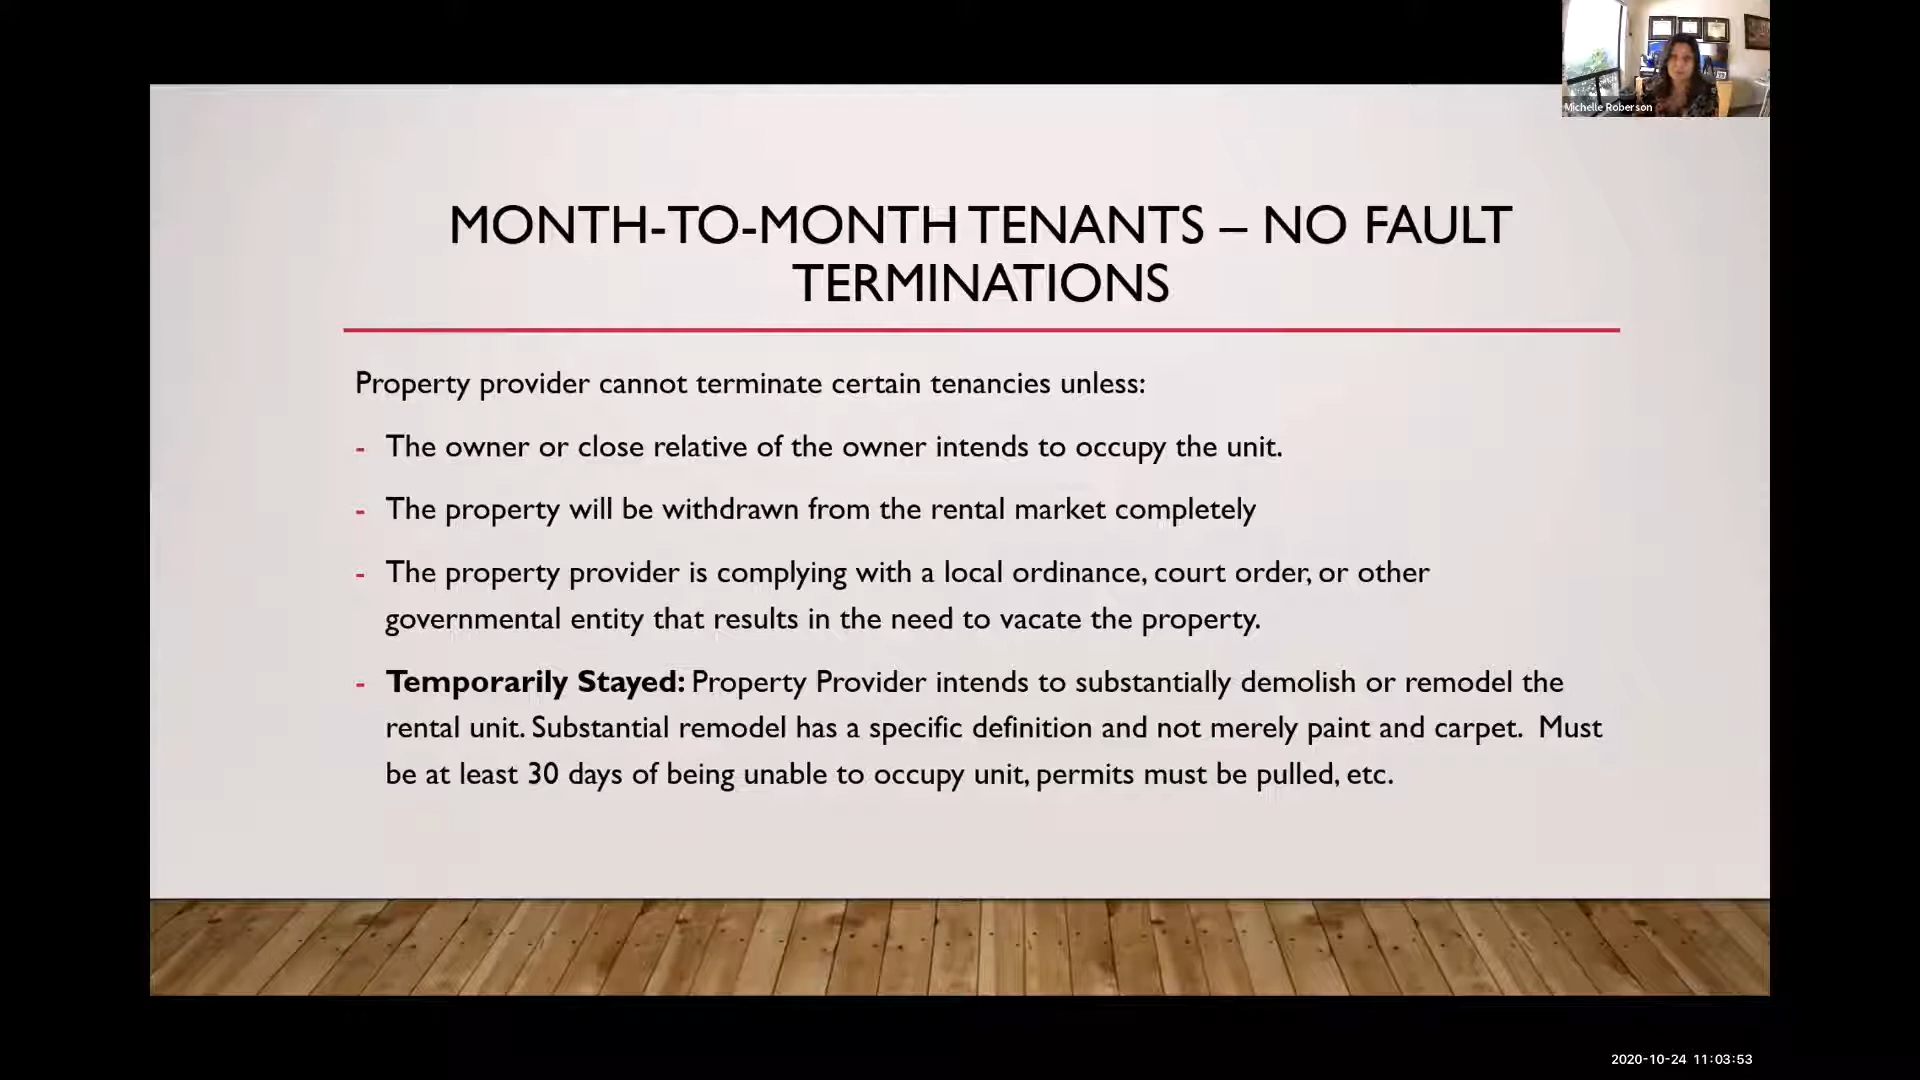 Michelle Roberson
MONTH-TO-MONTH TENANTS – NO FAULT
TERMINATIONS
Property provider cannot terminate certain tenancies unless:
- The owner or close relative of the owner intends to occupy the unit.
- The property will be withdrawn from the rental market completely
- The property provider is complying with a local ordinance, court order, or other
governmental entity that results in the need to vacate the property.
- Temporarily Stayed: Property Provider intends to substantially demolish or remodel the
rental unit. Substantial remodel has a specific definition and not merely paint and carpet.  Must
be at least 30 days of being unable to occupy unit, permits must be pulled, etc.
2020-10-24 11:03:53